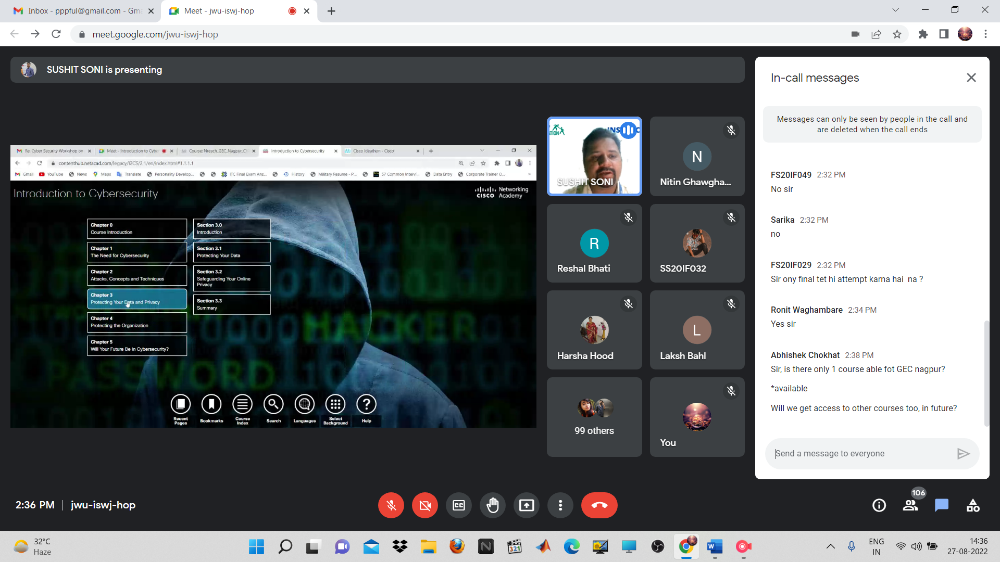 Inbox - pppful@gmail.com - Gm
Meet - jwu-iswj-hop
meet.google.com/jwu-iswj-hop
SUSHIT SONI is presenting
Re: Cyber Security Workshop on
Meet - Introduction to Cyber
Course: Nreach_GEC_Nagpur_CY
Introduction to Cybersecurity
Cisco Ideathon - Cisco
contenthub.netacad.com/legacy/I2CS/2.1/en/index.html#1.1.1.1
Gmail
YouTube
News
Maps
Translate
Personality Develop...
ITC Final Exam Ans...
History
Military Resume - P...
57 Common Intervi...
Data Entry
Corporate Trainer O...
»
Introduction to Cybersecurity
CISCO
Networking
Academy
Chapter 0
Course Introduction
Chapter 1
The Need for Cybersecurity
Chapter 2
Attacks, Concepts and Techniques
Chapter 3
Protecting Your Data and Privacy
Chapter 4
Protecting the Organization
Chapter 5
Will Your Future Be in Cybersecurity?
Section 3.0
Introduction
Section 3.1
Protecting Your Data
Section 3.2
Safeguarding Your Online
Privacy
Section 3.3
Summary
HACKER
PASSWORD
Recent
Pages
Bookmarks
Course
Index
Search
Languages
Select
Background
?
Help
SUSHIT SONI
N
Nitin Ghawgha...
R
Reshal Bhati
SS20IF032
Harsha Hood
L
Laksh Bahl
99 others
You
In-call messages
Messages can only be seen by people in the call and
are deleted when the call ends
FS20IF049 2:32 PM
No sir
Sarika 2:32 PM
no
FS20IF029 2:32 PM
Sir ony final tet hi attempt karna hai na ?
Ronit Waghambare 2:34 PM
Yes sir
Abhishek Chokhat 2:38 PM
Sir, is there only 1 course able fot GEC nagpur?
*available
Will we get access to other courses too, in future?
Send a message to everyone
2:36 PM | jwu-iswj-hop
CC
106
32°C
Haze
N
321
W
ENG
IN
14:36
27-08-2022